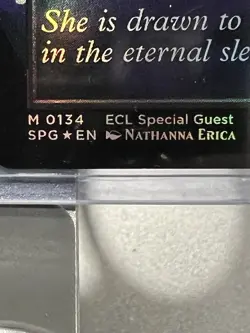 She is drawn to
in the eternal sle
M 0134 ECL Special Guest
SPG★EN NATHANNA ERICA